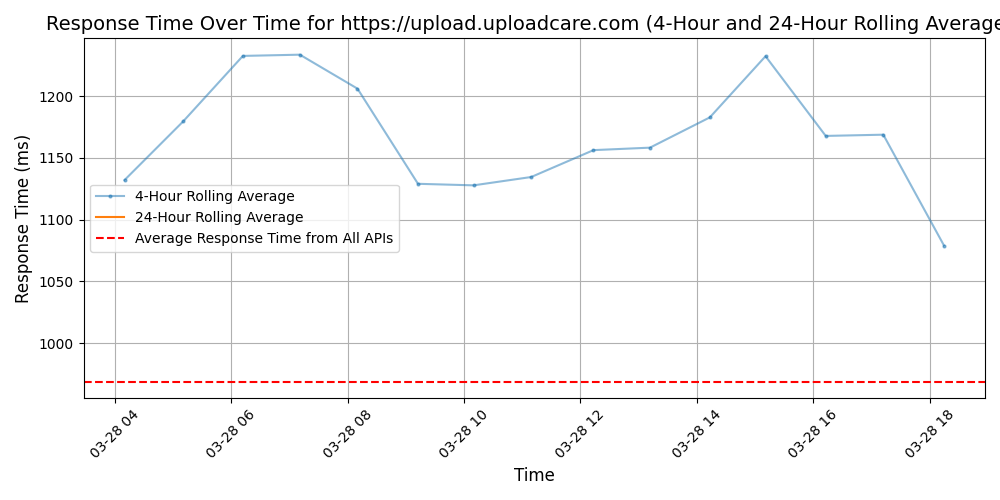 Response Time Over Time for https://upload.uploadcare.com (4-Hour and 24-Hour Rolling Average
Response Time (ms)
1200
1150
1100
1050
1000
4-Hour Rolling Average
24-Hour Rolling Average
Average Response Time from All APIs
03-28 04
03-28 06
03-28 08
03-28 10
03-28 12
03-28 14
03-28 16
03-28 18
Time